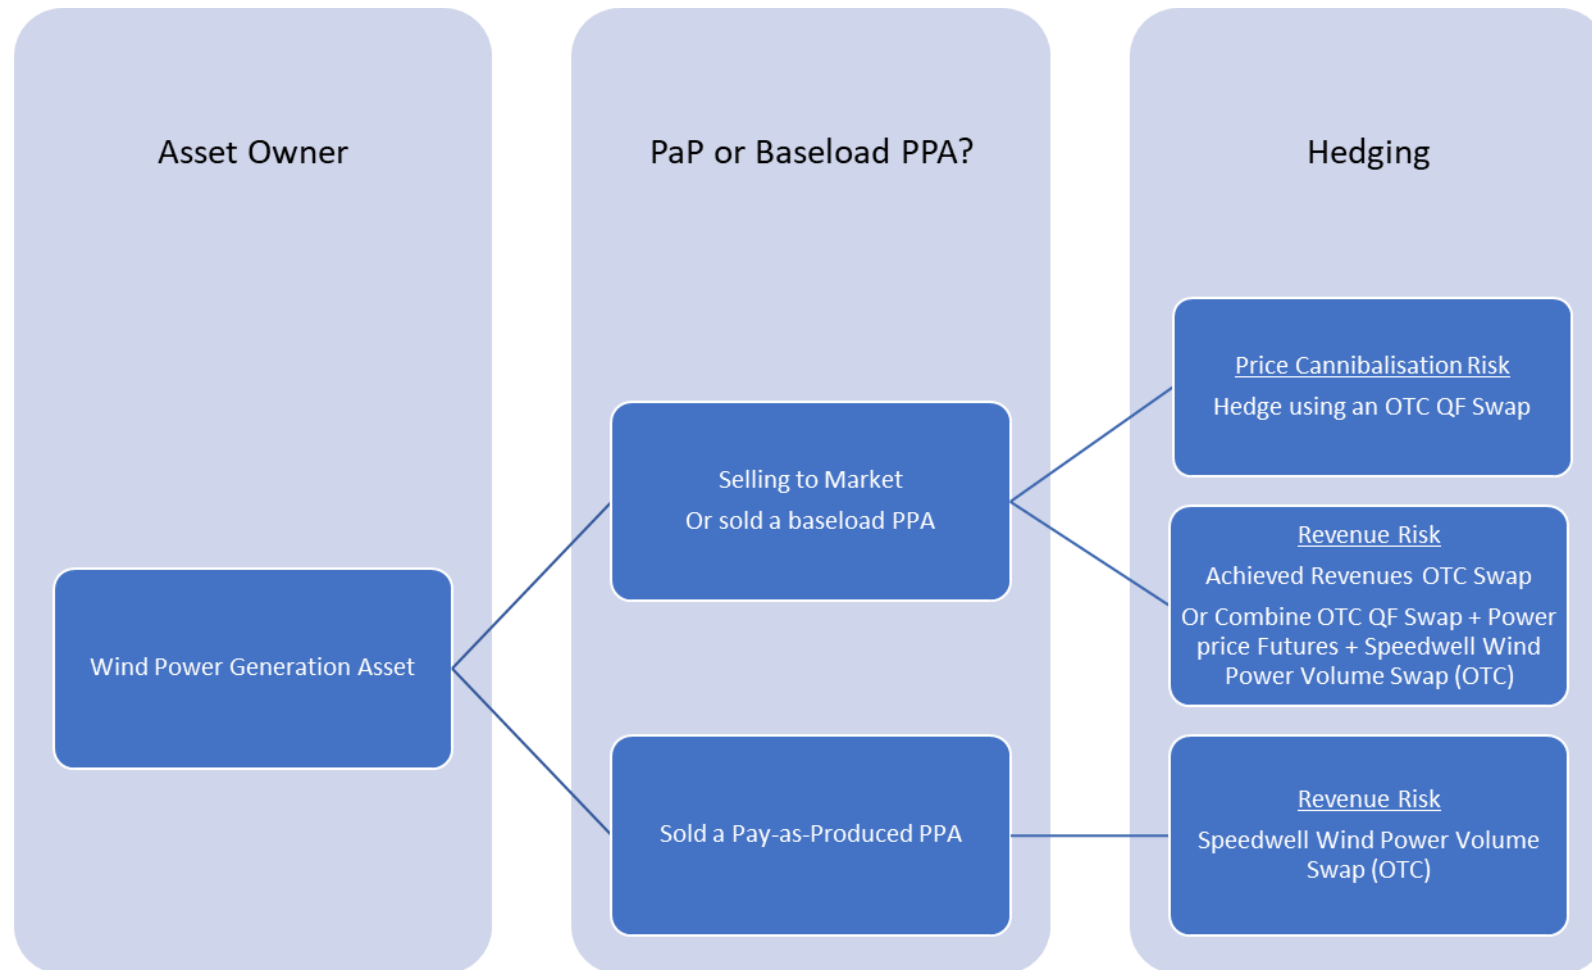 Asset Owner
PaP or Baseload PPA?
Hedging
Wind Power Generation Asset
Selling to Market
Or sold a baseload PPA
Sold a Pay-as-Produced PPA
Price Cannibalisation Risk
Hedge using an OTC QF Swap
Revenue Risk
Achieved Revenues OTC Swap
Or Combine OTC QF Swap + Power
price Futures + Speedwell Wind
Power Volume Swap (OTC)
Revenue Risk
Speedwell Wind Power Volume
Swap (OTC)